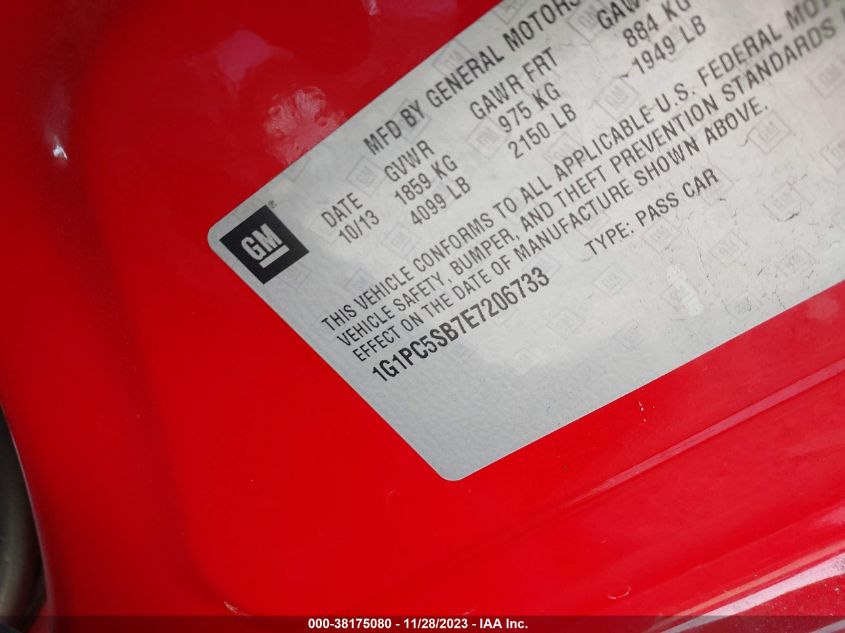 MFD BY GENERAL MOTORS
DATE GVWR GAWR FRT
10/13 1859 KG 975 KG 884 KG
4099 LB 2150 LB 1949 LB
THIS VEHICLE CONFORMS TO ALL APPLICABLE U.S. FEDERAL
VEHICLE SAFETY, BUMPER, AND THEFT PREVENTION STANDARDS
EFFECT ON THE DATE OF MANUFACTURE SHOWN ABOVE.
1G1PC5SB7E7206733 TYPE: PASS CAR
GM
000-38175080 - 11/28/2023 - IAA Inc.